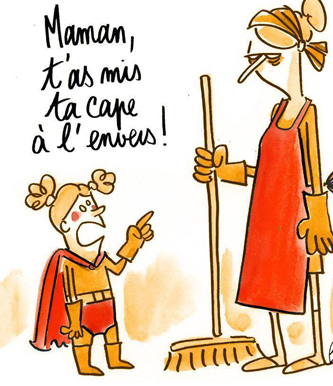 Maman,
t'as mis
ta cape
à l'envers !